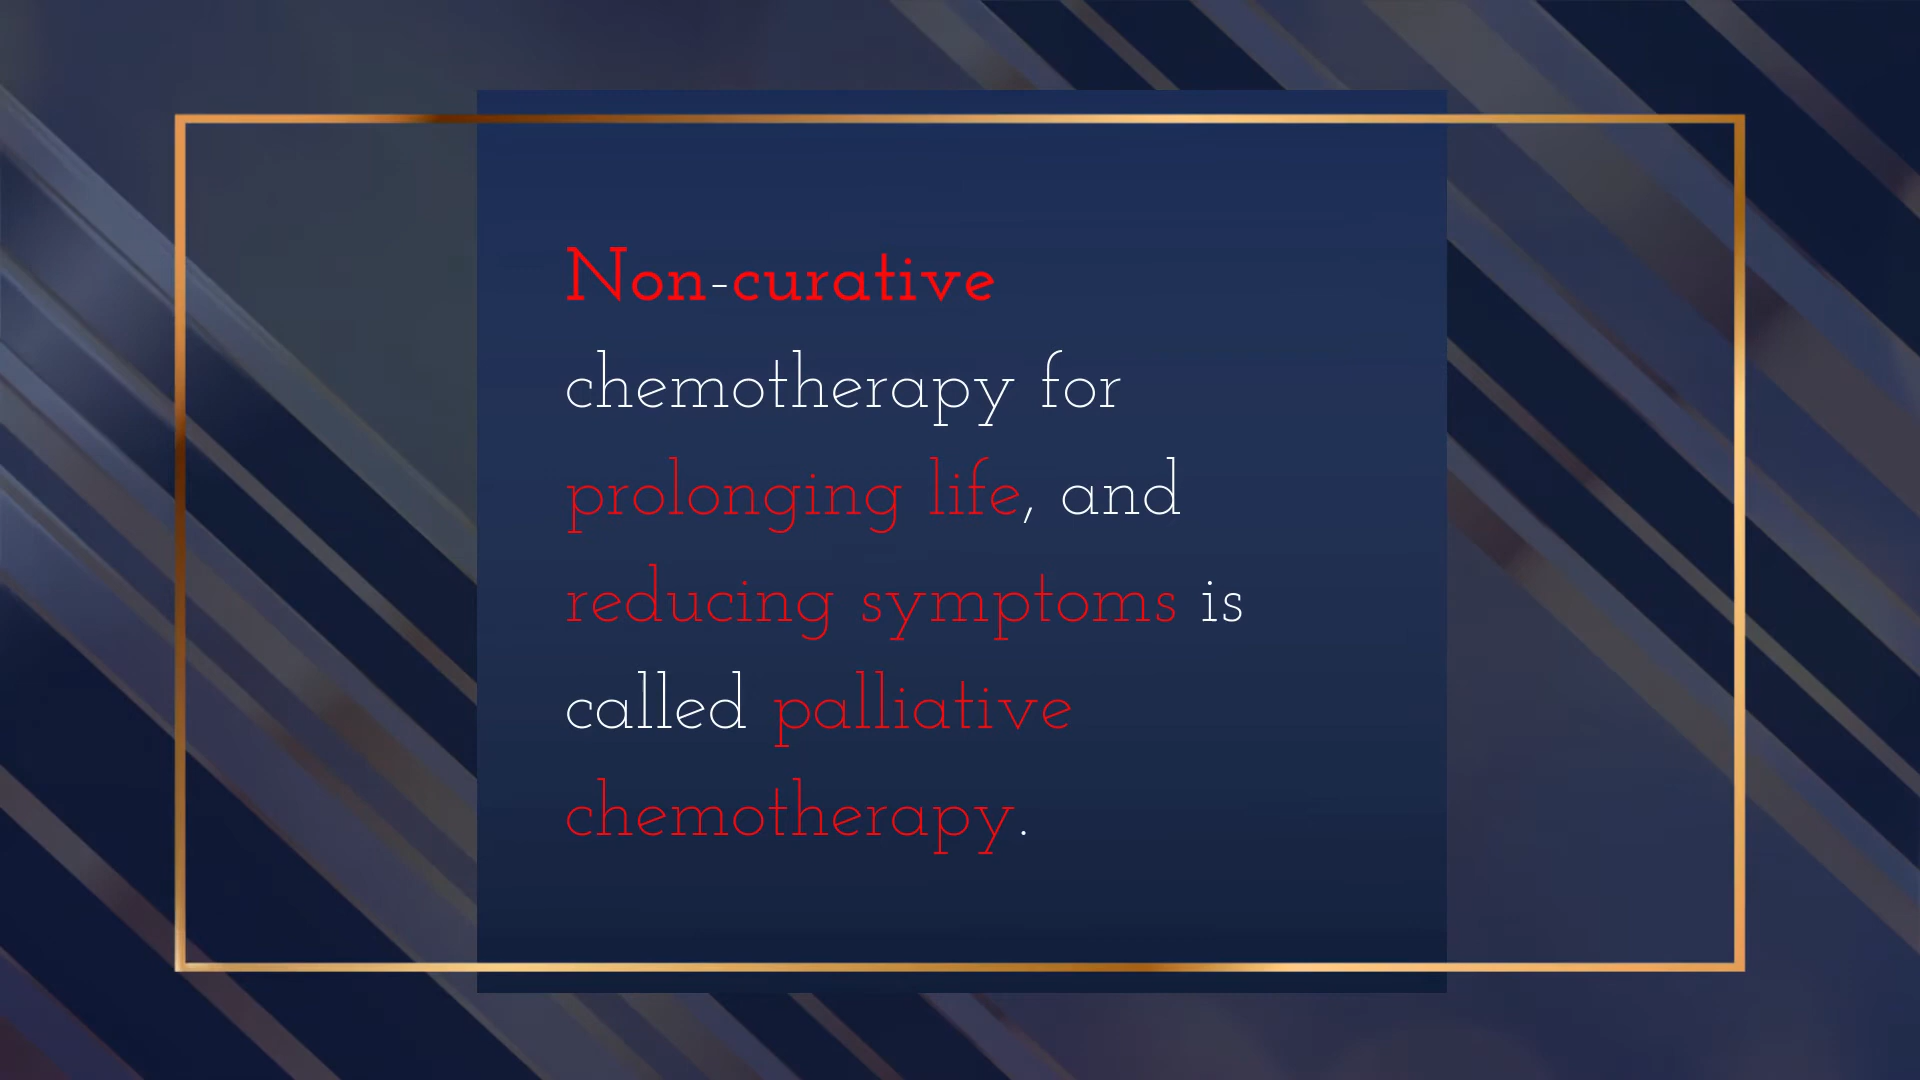 Non-curative
chemotherapy for
prolonging life, and
reducing symptoms is
called palliative
chemotherapy.